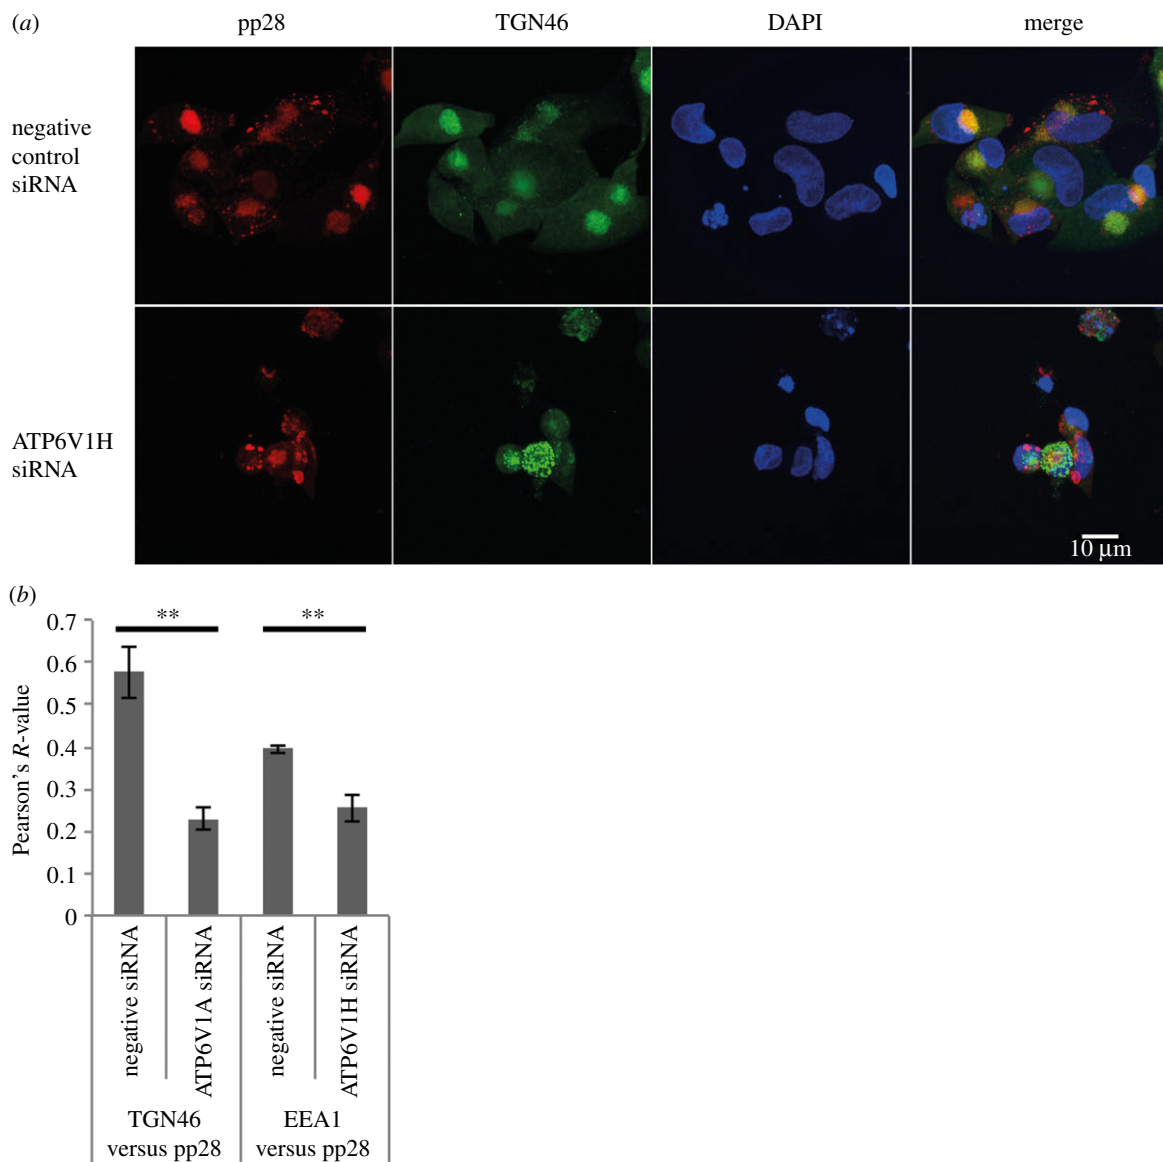 (a)
pp28
TGN46
DAPI
merge
negative
control
siRNA
ATP6V1H
siRNA
10 µm
(b)
**
**
0.7
0.6
0.5
0.4
0.3
0.2
0.1
0
Pearson's R-value
negative siRNA
ATP6V1A siRNA
negative siRNA
ATP6V1H siRNA
TGN46
versus pp28
EEA1
versus pp28